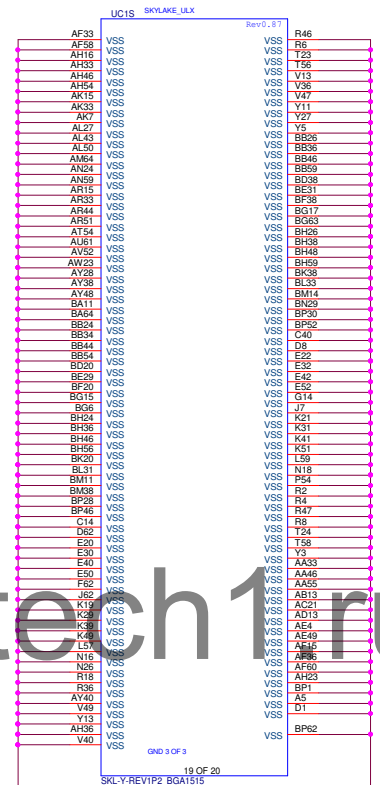 UC1S SKYLAKE_ULX
Rev0.87
AF33 VSS VSS R46
AF58 VSS VSS R6
AH16 VSS VSS T23
AH33 VSS VSS T56
AH46 VSS VSS V13
AH54 VSS VSS V36
AK15 VSS VSS V47
AK33 VSS VSS Y11
AK7 VSS VSS Y27
AL27 VSS VSS Y5
AL43 VSS VSS BB26
AL50 VSS VSS BB36
AM64 VSS VSS BB46
AN24 VSS VSS BB59
AN59 VSS VSS BD38
AR15 VSS VSS BE31
AR33 VSS VSS BF38
AR44 VSS VSS BG17
AR51 VSS VSS BG63
AT54 VSS VSS BH26
AU61 VSS VSS BH38
AV52 VSS VSS BH48
AW23 VSS VSS BH59
AY28 VSS VSS BK38
AY38 VSS VSS BL33
AY48 VSS VSS BM14
BA11 VSS VSS BN29
BA64 VSS VSS BP30
BB24 VSS VSS BP52
BB34 VSS VSS C40
BB44 VSS VSS D8
BB54 VSS VSS E22
BD20 VSS VSS E32
BE29 VSS VSS E42
BF20 VSS VSS E52
BG15 VSS VSS G14
BG6 VSS VSS J7
BH24 VSS VSS K21
BH36 VSS VSS K31
BH46 VSS VSS K41
BH56 VSS VSS K51
BK20 VSS VSS L59
BL31 VSS VSS N18
BM11 VSS VSS P54
BM38 VSS VSS R2
BP28 VSS VSS R4
BP46 VSS VSS R47
C14 VSS VSS R8
D62 VSS VSS T24
E20 VSS VSS T58
E30 VSS VSS Y3
E40 VSS VSS AA33
E50 VSS VSS AA46
F62 VSS VSS AA55
J62 VSS VSS AB13
K19 VSS VSS AC21
K29 VSS VSS AD13
K39 VSS VSS AE4
K49 VSS VSS AE49
L57 VSS VSS AF15
N16 VSS VSS AF36
N26 VSS VSS AF60
R18 VSS VSS AH23
R36 VSS VSS BP1
AY40 VSS VSS A5
V49 VSS VSS D1
Y13 VSS
AH36 VSS VSS BP62
V40 VSS
tech1.ru
GND 3 OF 3
19 OF 20
SKL-Y-REV1P2_BGA1515